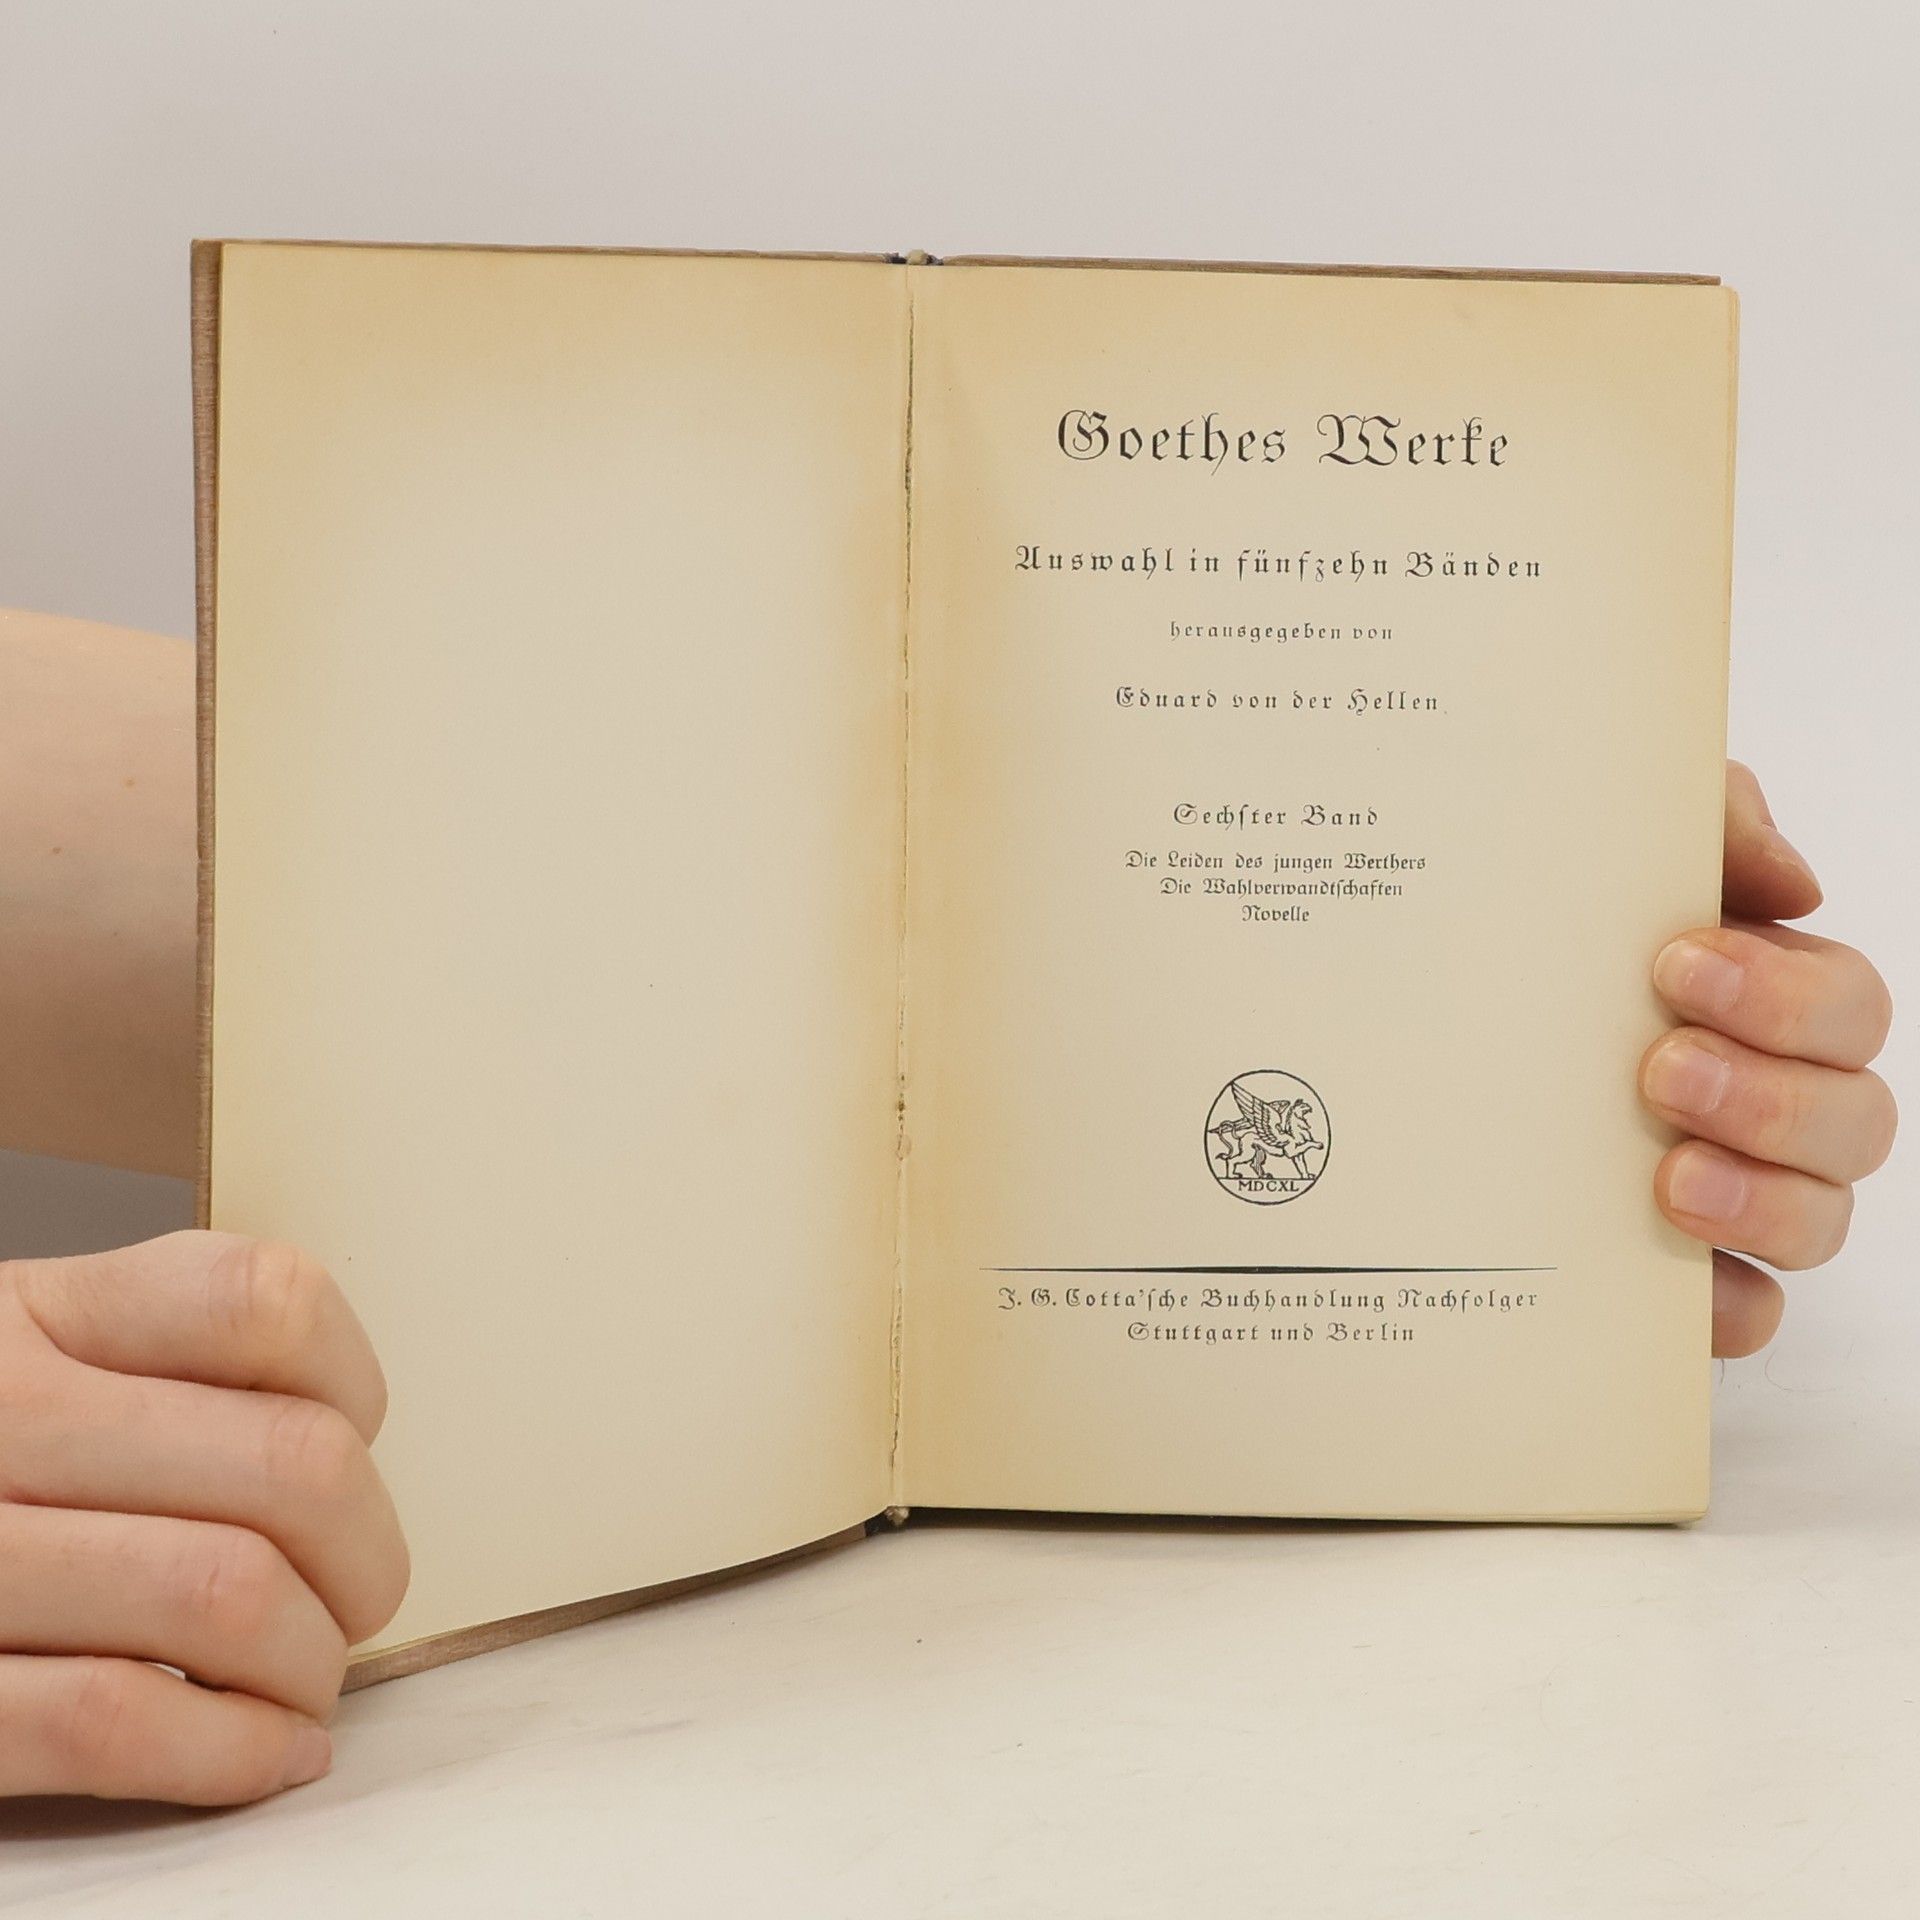 Goethes Werke
Auswahl in fünfzehn Bänden
herausgegeben von
Eduard von der Hellen
Sechſter Band
Die Leiden des jungen Werthers
Die Wahlverwandtſchaften
Novelle
MDCXL
J. G. Cotta'ſche Buchhandlung Nachfolger
Stuttgart und Berlin